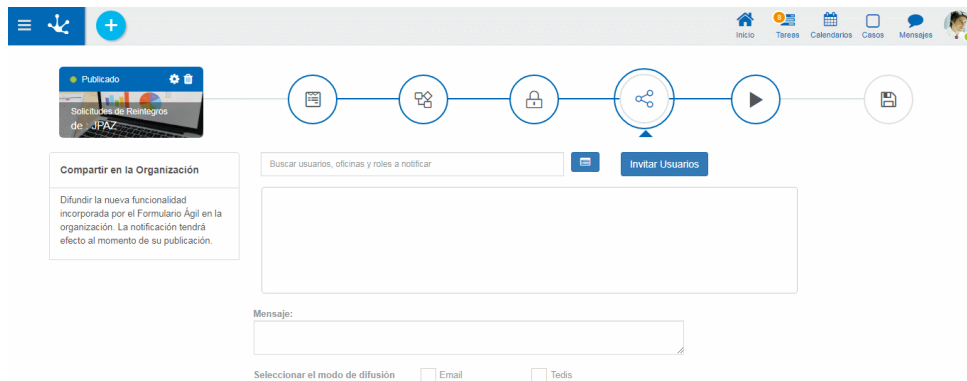 8
Inicio
Tareas
Calendarios
Casos
Mensajes
Publicado
Solicitudes de Reintegros
de : JPAZ
Compartir en la Organización
Difundir la nueva funcionalidad
incorporada por el Formulario Ágil en la
organización. La notificación tendrá
efecto al momento de su publicación.
Buscar usuarios, oficinas y roles a notificar
Invitar Usuarios
Mensaje:
Seleccionar el modo de difusión
Email
Tedis